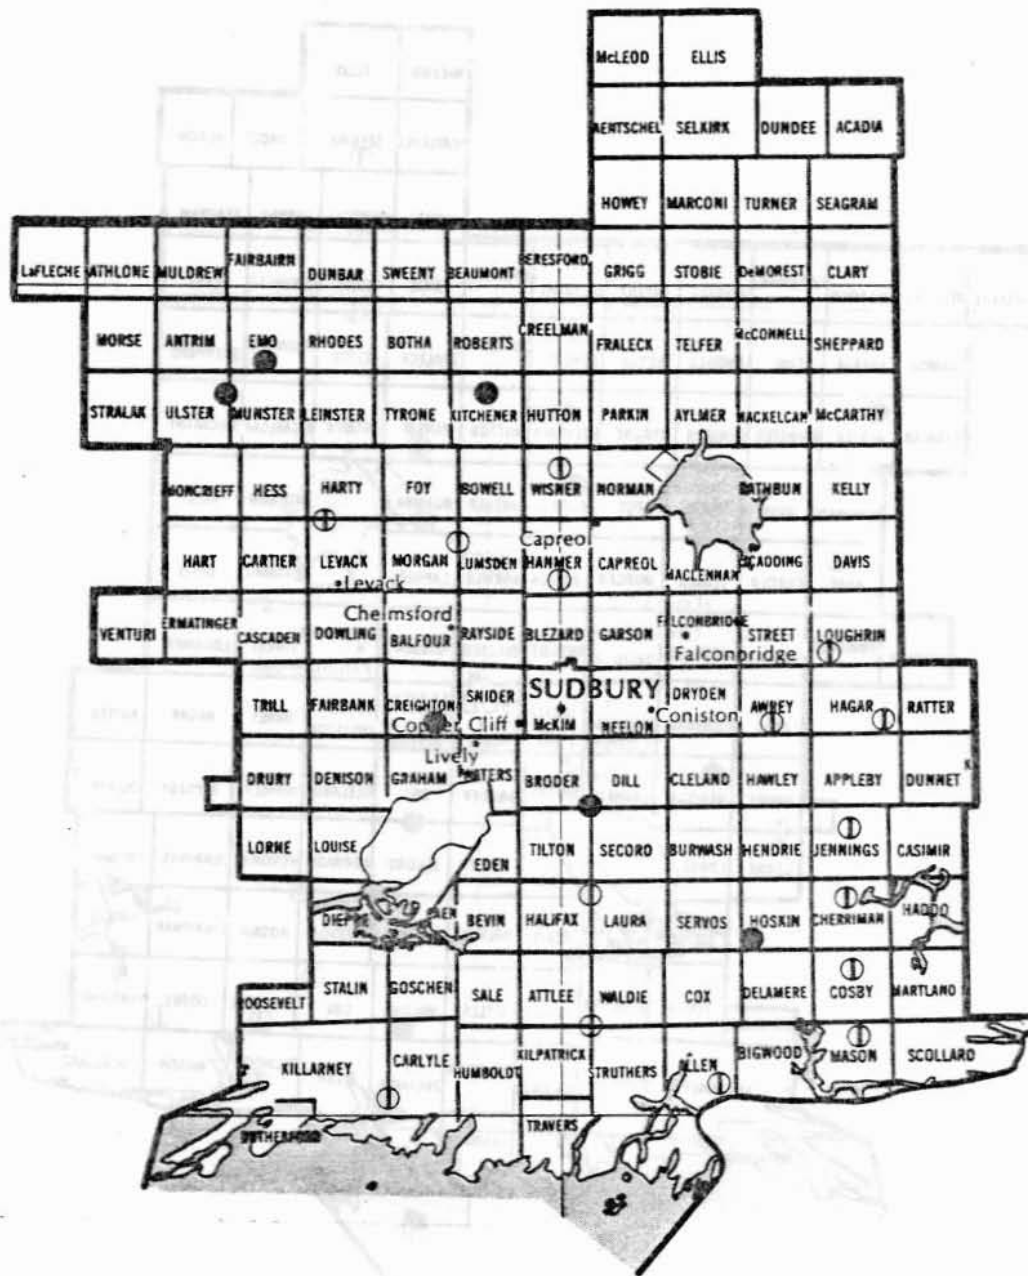 McLEOD ELLIS
AENTSCHEL SELKIRK DUNDEE ACADIA
HOWEY MARCONI TURNER SEAGRAM
LaFLECHE ATHLONE MULDREW FAIRBAIRN DUNBAR SWEENY BEAUMONT BERESFORD GRIGG STOBIE DeMOREST CLARY
MORSE ANTRIM EMO RHODES BOTHA ROBERTS CREELMAN FRALECK TELFER McCONNELL SHEPPARD
STRALAK ULSTER MUNSTER LEINSTER TYRONE KITCHENER HUTTON PARKIN AYLMER MACKELCAN McCARTHY
MONCRIEFF HESS HARTY FOY BOWELL WISNER NORMAN RATHBUN KELLY
Capreol
HART CARTIER LEVACK MORGAN LUMSDEN HANMER CAPREOL MACLENNAN SCADDING DAVIS
Levack
Chelmsford
VENTURI ERMATINGER CASCADEN DOWLING BALFOUR RAYSIDE BLEZARD GARSON FALCONBRIDGE STREET LOUGHRIN
Falconbridge
SUDBURY
TRILL FAIRBANK CREIGHTON SNIDER McKIM NEELON DRYDEN AWREY HAGAR RATTER
Copper Cliff Coniston
Lively
DRURY DENISON GRAHAM WATERS BRODER DILL CLELAND HAWLEY APPLEBY DUNNET
LORNE LOUISE EDEN TILTON SECORD BURWASH HENDRIE JENNINGS CASIMIR
DIEPPE CAEN BEVIN HALIFAX LAURA SERVOS HOSKIN CHERRIMAN HADDO
ROOSEVELT STALIN GOSCHEN SALE ATTLEE WALDIE COX DELAMERE COSBY MARTLAND
KILLARNEY CARLYLE HUMBOLDT KILPATRICK STRUTHERS ALLEN BIGWOOD MASON SCOLLARD
RUTHERFORD TRAVERS